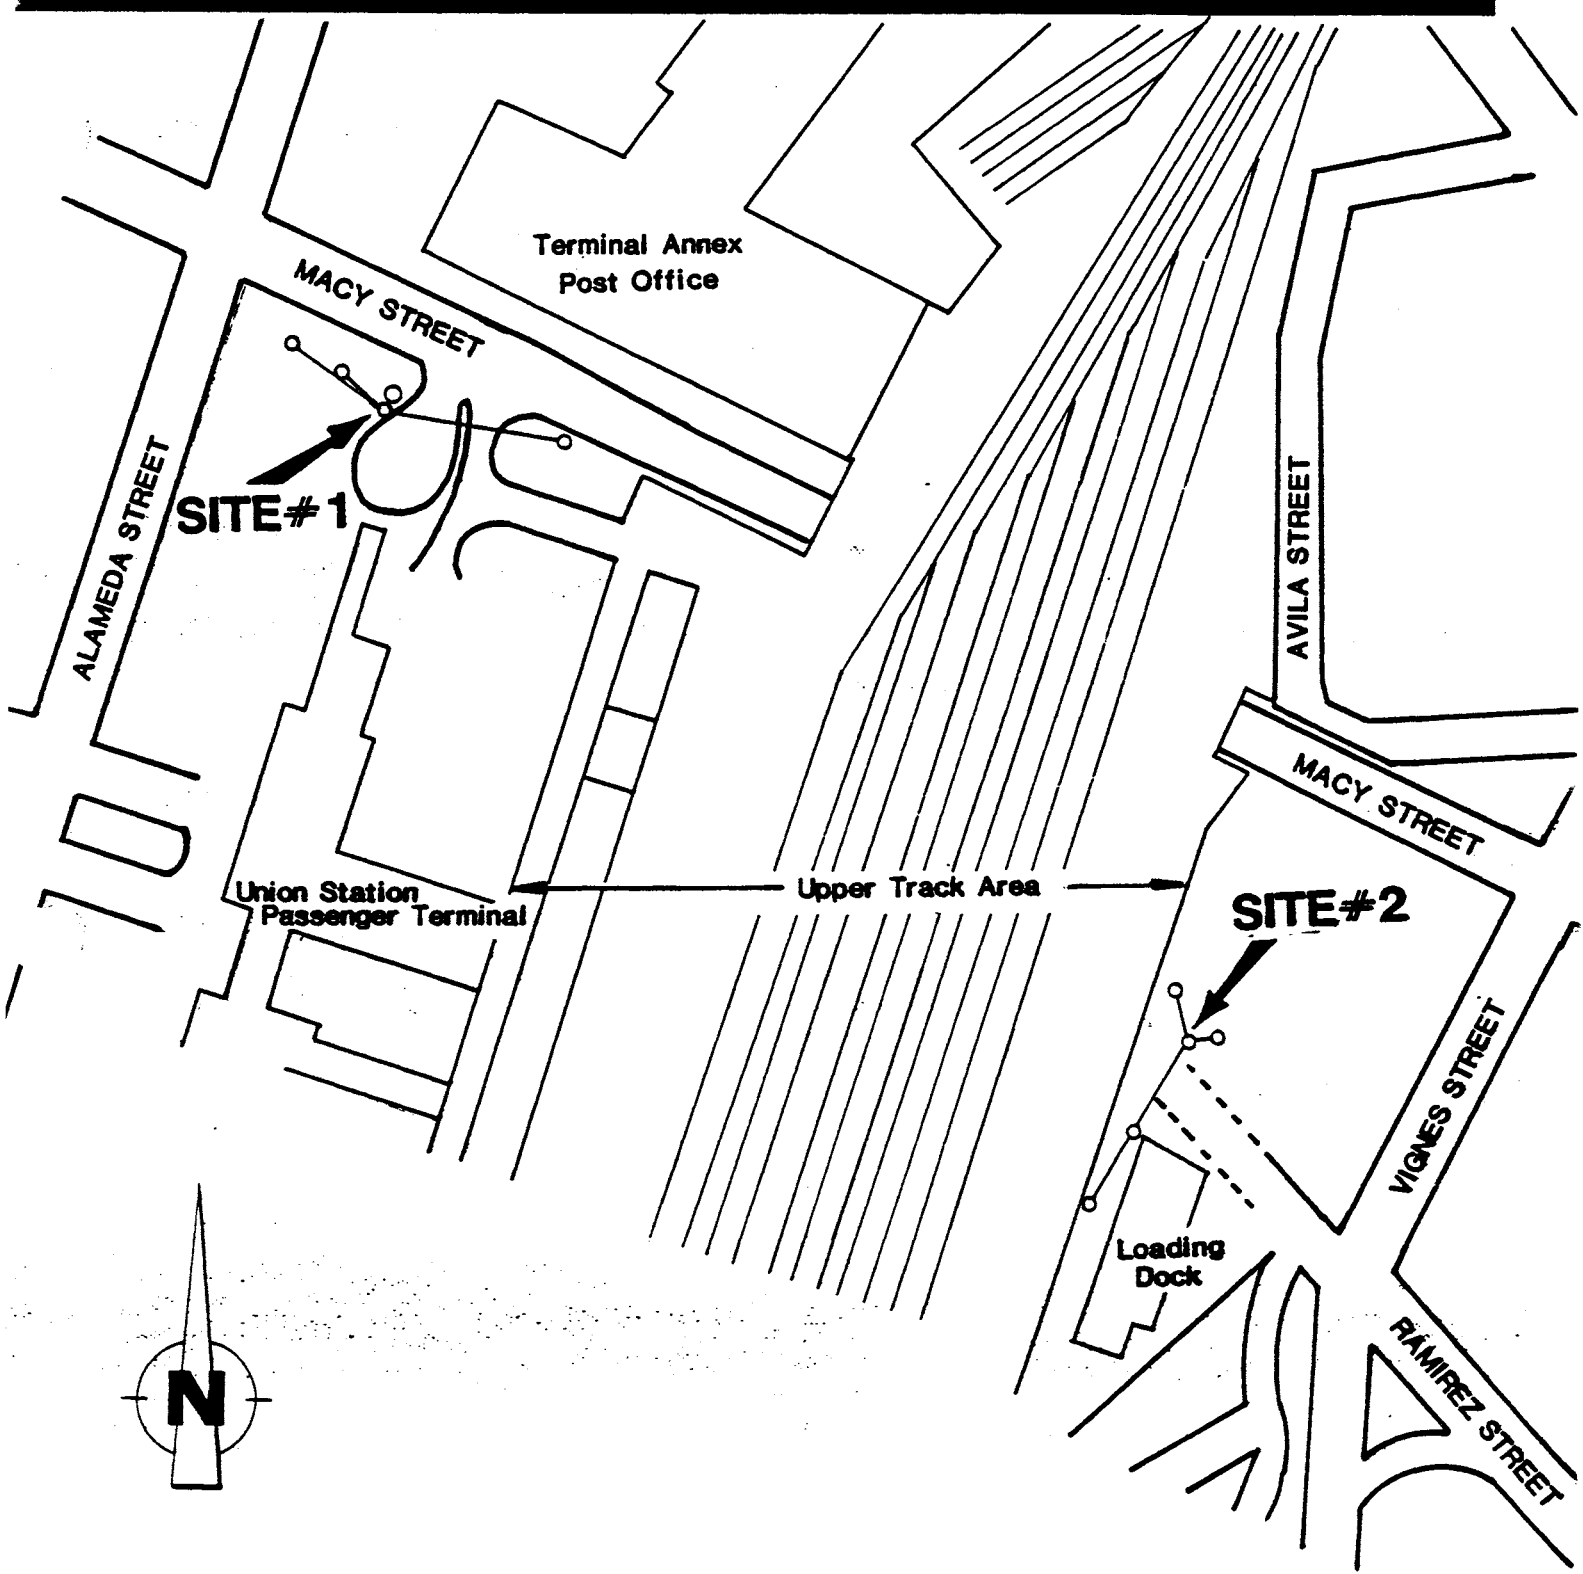 Terminal Annex
Post Office
MACY STREET
SITE#1
ALAMEDA STREET
AVILA STREET
MACY STREET
Union Station
Passenger Terminal
Upper Track Area
SITE#2
VIGNES STREET
Loading
Dock
RAMIREZ STREET
N